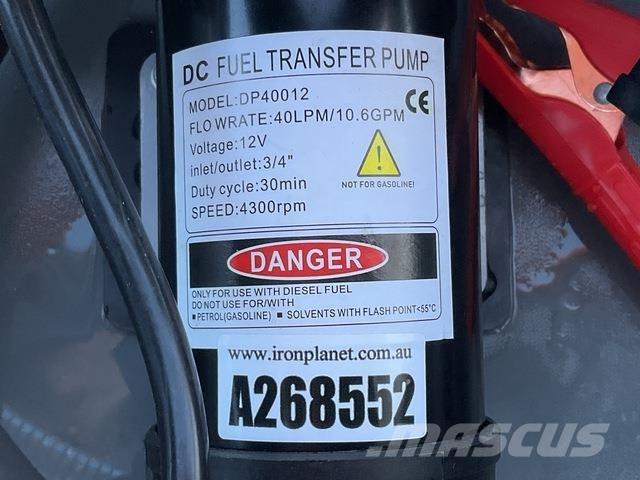 DC FUEL TRANSFER PUMP
MODEL:DP40012
FLO WRATE:40LPM/10.6GPM
CE
Voltage:12V
inlet/outlet:3/4"
Duty cycle:30min
NOT FOR GASOLINE!
SPEED:4300rpm
DANGER
ONLY FOR USE WITH DIESEL FUEL
DO NOT USE FOR/WITH
■PETROL(GASOLINE) ■ SOLVENTS WITH FLASH POINT<55°C
www.ironplanet.com.au
A268552
MASCUS